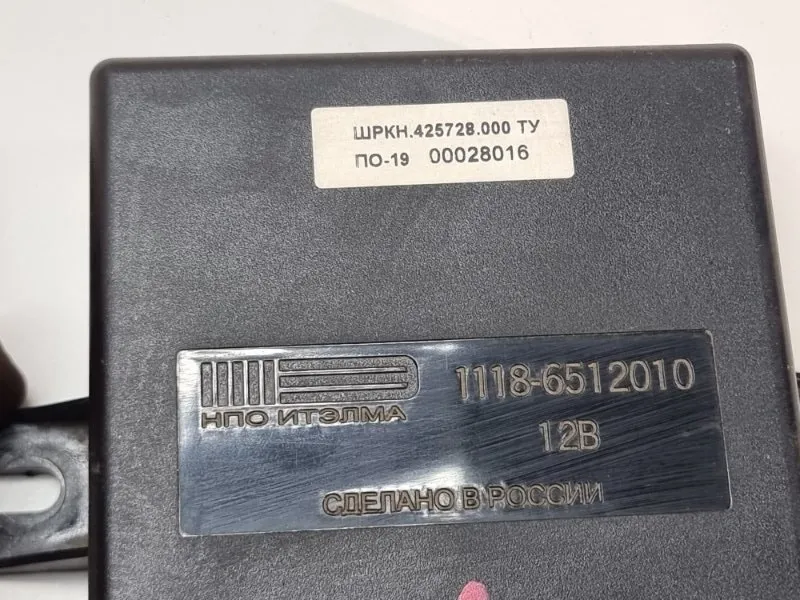 ШРКН.425728.000 ТУ
ПО-19 00028016
1118-6512010
НПО ИТЭЛМА
12В
СДЕЛАНО В РОССИИ